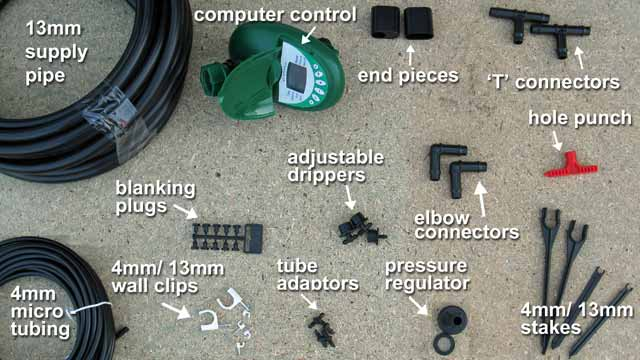 13mm
supply
pipe
computer control
end pieces
'T' connectors
hole punch
adjustable
drippers
blanking
plugs
elbow
connectors
4mm/ 13mm
wall clips
tube
adaptors
pressure
regulator
4mm
micro
tubing
4mm/ 13mm
stakes